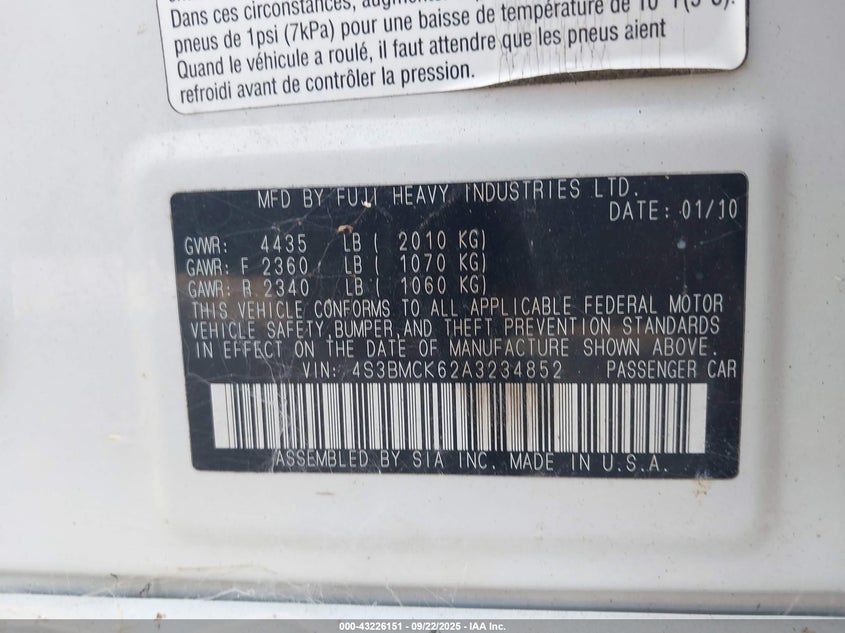 Dans ces circonstances,
pneus de 1psi (7kPa) pour une baisse de température de 10°F(5°C).
Quand le véhicule a roulé, il faut attendre que les pneus aient
refroidi avant de contrôler la pression.
MFD BY FUJI HEAVY INDUSTRIES LTD.
DATE: 01/10
GVWR: 4435 LB ( 2010 KG)
GAWR: F 2360 LB ( 1070 KG)
GAWR: R 2340 LB ( 1060 KG)
THIS VEHICLE CONFORMS TO ALL APPLICABLE FEDERAL MOTOR
VEHICLE SAFETY,BUMPER,AND THEFT PREVENTION STANDARDS
IN EFFECT ON THE DATE OF MANUFACTURE SHOWN ABOVE.
VIN: 4S3BMCK62A3234852 PASSENGER CAR
ASSEMBLED BY SIA INC. MADE IN U.S.A.
000-43226151 - 09/22/2025 - IAA Inc.